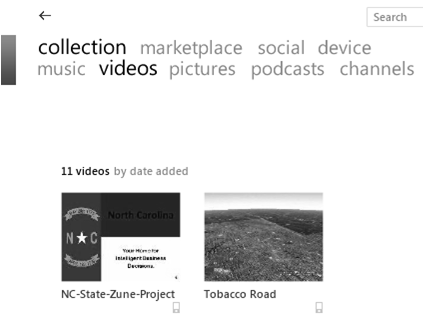 Search
collection marketplace social device
music videos pictures podcasts channels
11 videos by date added
North Carolina
N C
Your Home for
Intelligent Business
Decisions.
NC-State-Zune-Project
Tobacco Road